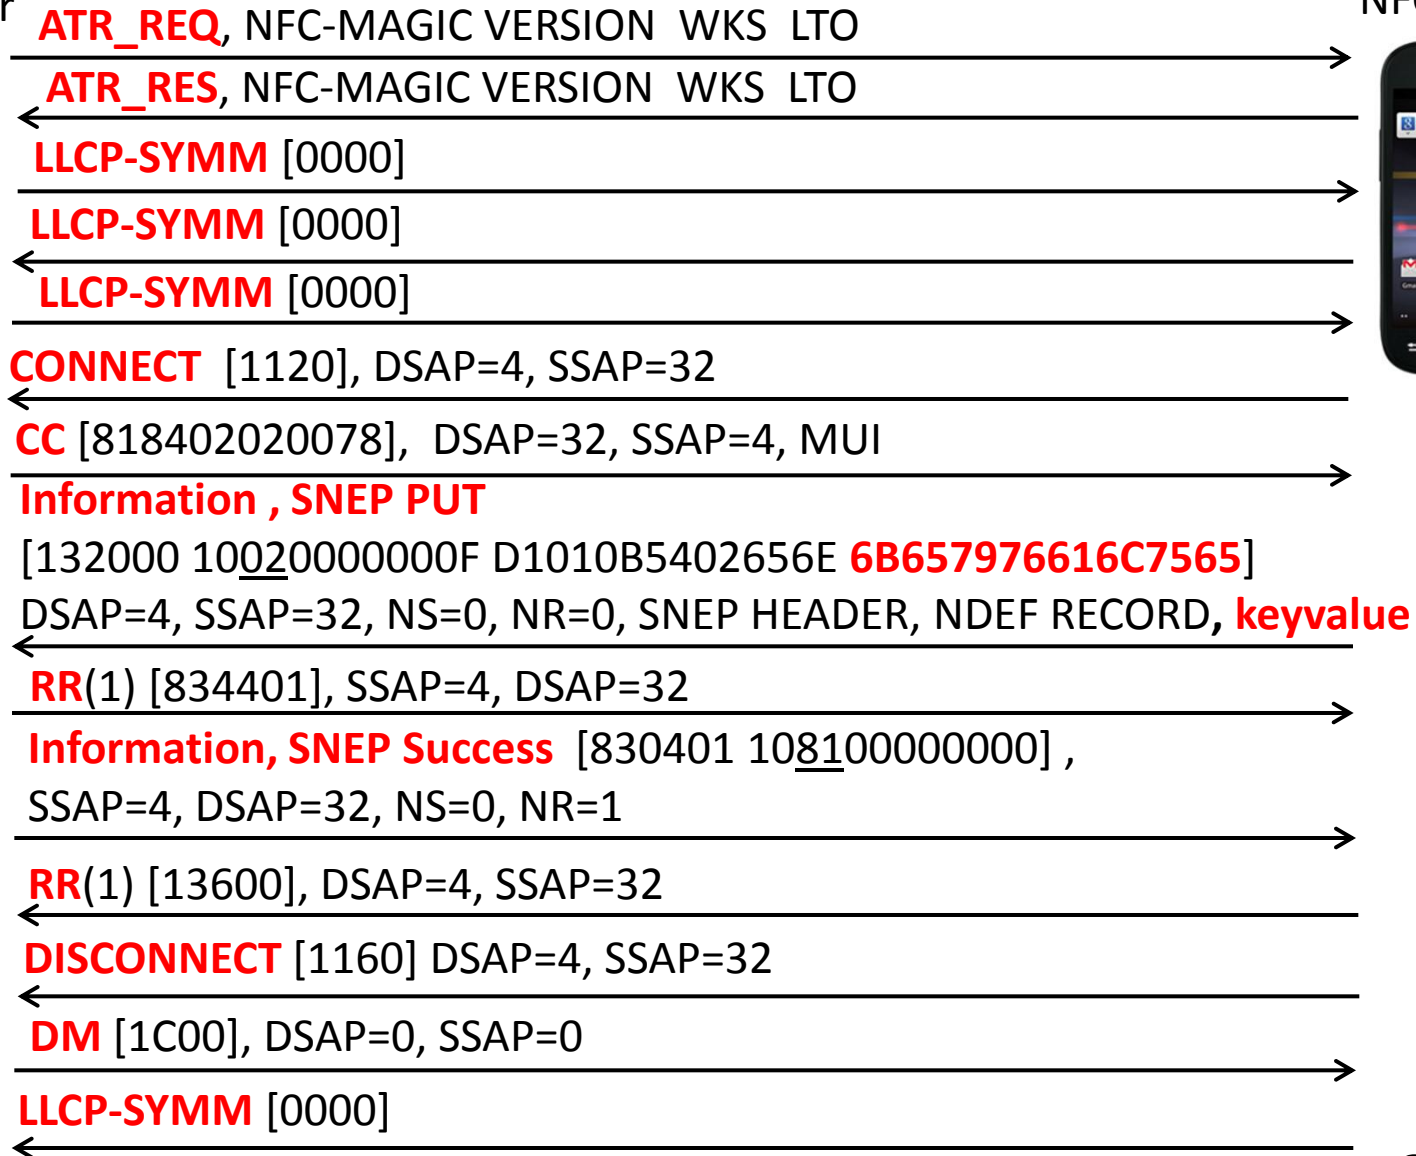 r
NFC
ATR_REQ, NFC-MAGIC VERSION WKS LTO
ATR_RES, NFC-MAGIC VERSION WKS LTO
LLCP-SYMM [0000]
LLCP-SYMM [0000]
LLCP-SYMM [0000]
CONNECT [1120], DSAP=4, SSAP=32
CC [818402020078], DSAP=32, SSAP=4, MUI
Information , SNEP PUT
[132000 10020000000F D1010B5402656E 6B657976616C7565]
DSAP=4, SSAP=32, NS=0, NR=0, SNEP HEADER, NDEF RECORD, keyvalue
RR(1) [834401], SSAP=4, DSAP=32
Information, SNEP Success [830401 108100000000] ,
SSAP=4, DSAP=32, NS=0, NR=1
RR(1) [13600], DSAP=4, SSAP=32
DISCONNECT [1160] DSAP=4, SSAP=32
DM [1C00], DSAP=0, SSAP=0
LLCP-SYMM [0000]